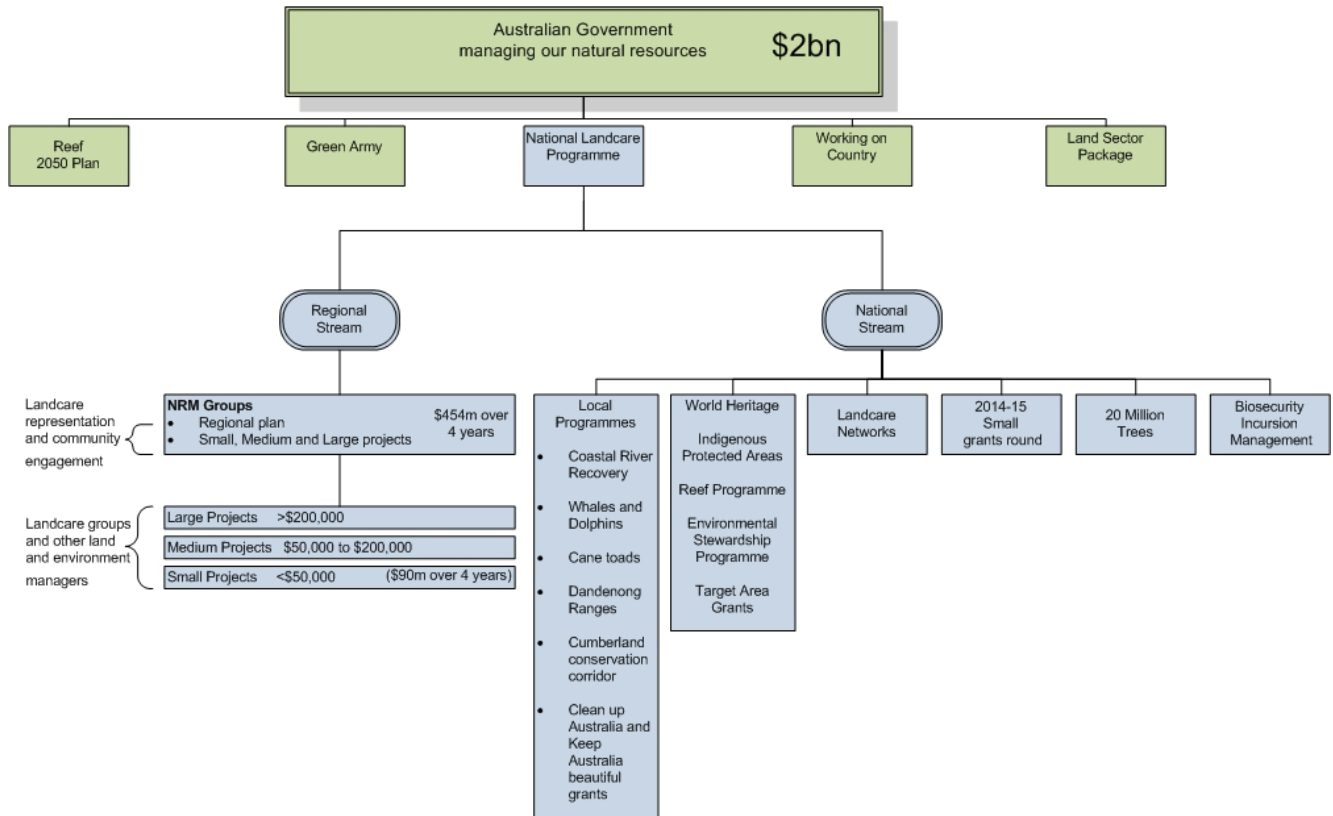 Australian Government
managing our natural resources
$2bn
Reef
2050 Plan
Green Army
National Landcare
Programme
Working on
Country
Land Sector
Package
Regional
Stream
National
Stream
Landcare
representation
and community
engagement
NRM Groups
• Regional plan
• Small, Medium and Large projects
$454m over
4 years
Landcare groups
and other land
and environment
managers
Large Projects >$200,000
Medium Projects $50,000 to $200,000
Small Projects <$50,000 ($90m over 4 years)
Local
Programmes
• Coastal River
Recovery
• Whales and
Dolphins
• Cane toads
• Dandenong
Ranges
• Cumberland
conservation
corridor
• Clean up
Australia and
Keep
Australia
beautiful
grants
World Heritage
Indigenous
Protected Areas
Reef Programme
Environmental
Stewardship
Programme
Target Area
Grants
Landcare
Networks
2014-15
Small
grants round
20 Million
Trees
Biosecurity
Incursion
Management